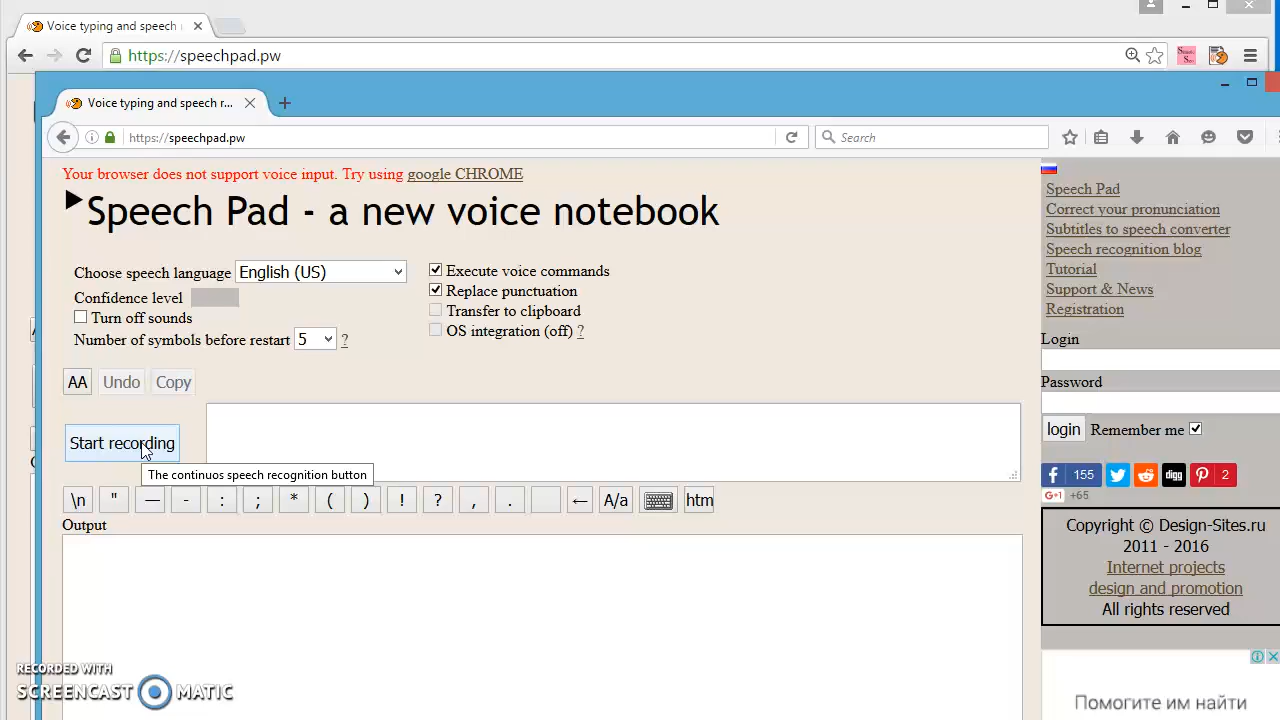 Voice typing and speech
https://speechpad.pw
Voice typing and speech r...
https://speechpad.pw
Search
Your browser does not support voice input. Try using google CHROME
Speech Pad - a new voice notebook
Choose speech language English (US)
Confidence level
Turn off sounds
Number of symbols before restart 5 ?
Execute voice commands
Replace punctuation
Transfer to clipboard
OS integration (off) ?
AA Undo Copy
Start recording
The continuos speech recognition button
\n " — - : ; * ( ) ! ? , . ← A/a htm
Output
Speech Pad
Correct your pronunciation
Subtitles to speech converter
Speech recognition blog
Tutorial
Support & News
Registration
Login
Password
login Remember me
155 digg 2
G+1 +65
Copyright © Design-Sites.ru
2011 - 2016
Internet projects
design and promotion
All rights reserved
Помогите им найти
RECORDED WITH
SCREENCAST MATIC